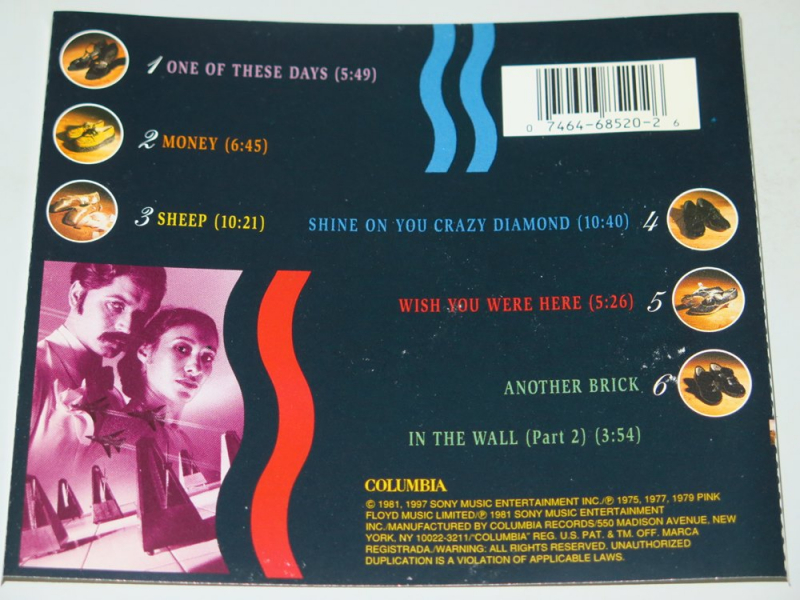 1 ONE OF THESE DAYS (5:49)
2 MONEY (6:45)
3 SHEEP (10:21)
SHINE ON YOU CRAZY DIAMOND (10:40) 4
WISH YOU WERE HERE (5:26) 5
ANOTHER BRICK 6
IN THE WALL (Part 2) (3:54)
0 7464-68520-2 6
COLUMBIA
© 1981, 1997 SONY MUSIC ENTERTAINMENT INC./℗ 1975, 1977, 1979 PINK
FLOYD MUSIC LIMITED/℗ 1981 SONY MUSIC ENTERTAINMENT
INC./MANUFACTURED BY COLUMBIA RECORDS/550 MADISON AVENUE, NEW
YORK, NY 10022-3211/"COLUMBIA" REG. U.S. PAT. & TM. OFF. MARCA
REGISTRADA./WARNING: ALL RIGHTS RESERVED. UNAUTHORIZED
DUPLICATION IS A VIOLATION OF APPLICABLE LAWS.